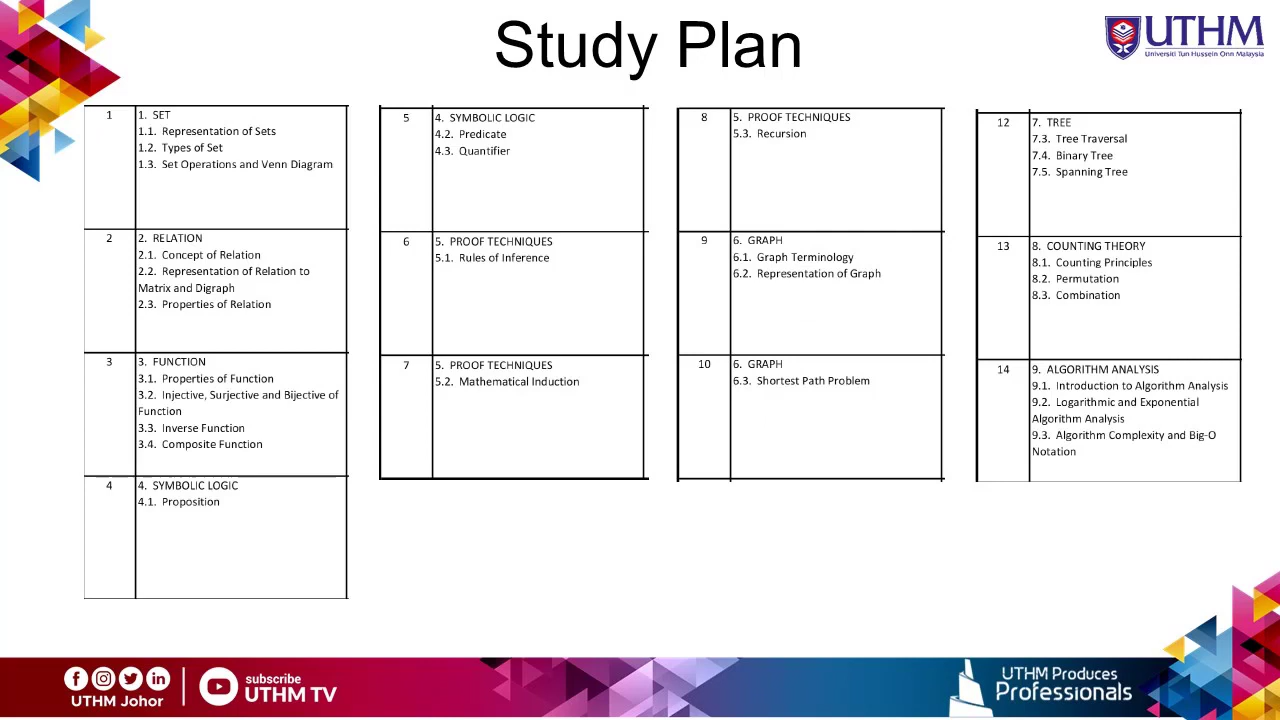 Study Plan
UTHM
Universiti Tun Hussein Onn Malaysia
1
1. SET
1.1. Representation of Sets
1.2. Types of Set
1.3. Set Operations and Venn Diagram
2
2. RELATION
2.1. Concept of Relation
2.2. Representation of Relation to
Matrix and Digraph
2.3. Properties of Relation
3
3. FUNCTION
3.1. Properties of Function
3.2. Injective, Surjective and Bijective of
Function
3.3. Inverse Function
3.4. Composite Function
4
4. SYMBOLIC LOGIC
4.1. Proposition
5
4. SYMBOLIC LOGIC
4.2. Predicate
4.3. Quantifier
6
5. PROOF TECHNIQUES
5.1. Rules of Inference
7
5. PROOF TECHNIQUES
5.2. Mathematical Induction
8
5. PROOF TECHNIQUES
5.3. Recursion
9
6. GRAPH
6.1. Graph Terminology
6.2. Representation of Graph
10
6. GRAPH
6.3. Shortest Path Problem
12
7. TREE
7.3. Tree Traversal
7.4. Binary Tree
7.5. Spanning Tree
13
8. COUNTING THEORY
8.1. Counting Principles
8.2. Permutation
8.3. Combination
14
9. ALGORITHM ANALYSIS
9.1. Introduction to Algorithm Analysis
9.2. Logarithmic and Exponential
Algorithm Analysis
9.3. Algorithm Complexity and Big-O
Notation
UTHM Johor
subscribe
UTHM TV
UTHM Produces
Professionals